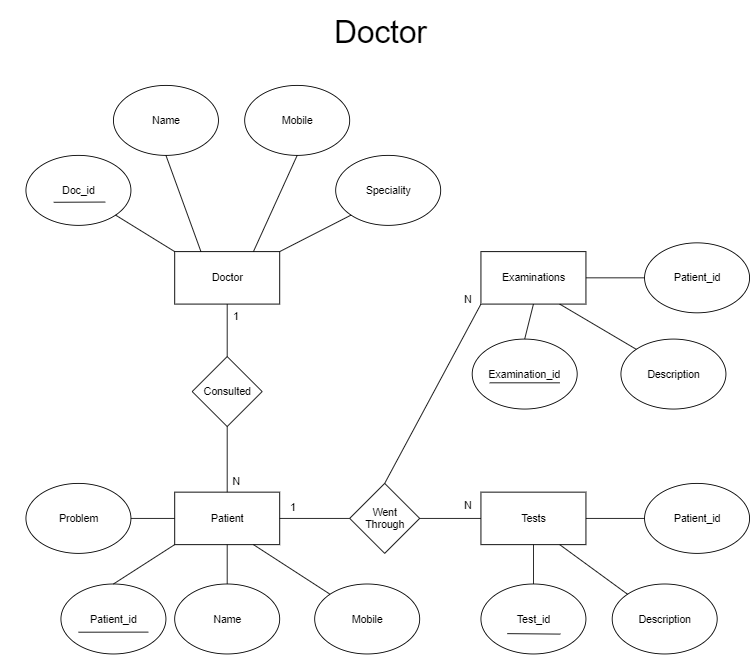 Doctor
Name
Mobile
Doc_id
Speciality
Doctor
Examinations
Patient_id
N
1
Examination_id
Description
Consulted
N
Problem
Patient
1
Went
Through
N
Tests
Patient_id
Patient_id
Name
Mobile
Test_id
Description